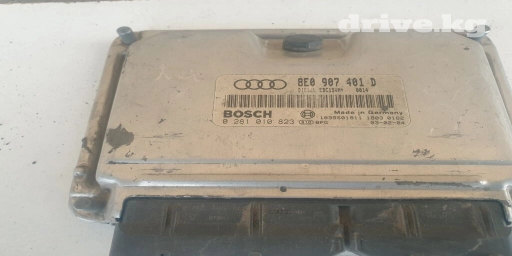 drive.kg
8E0 907 401 D
BOSCH
Made in Germany
0 281 010 823